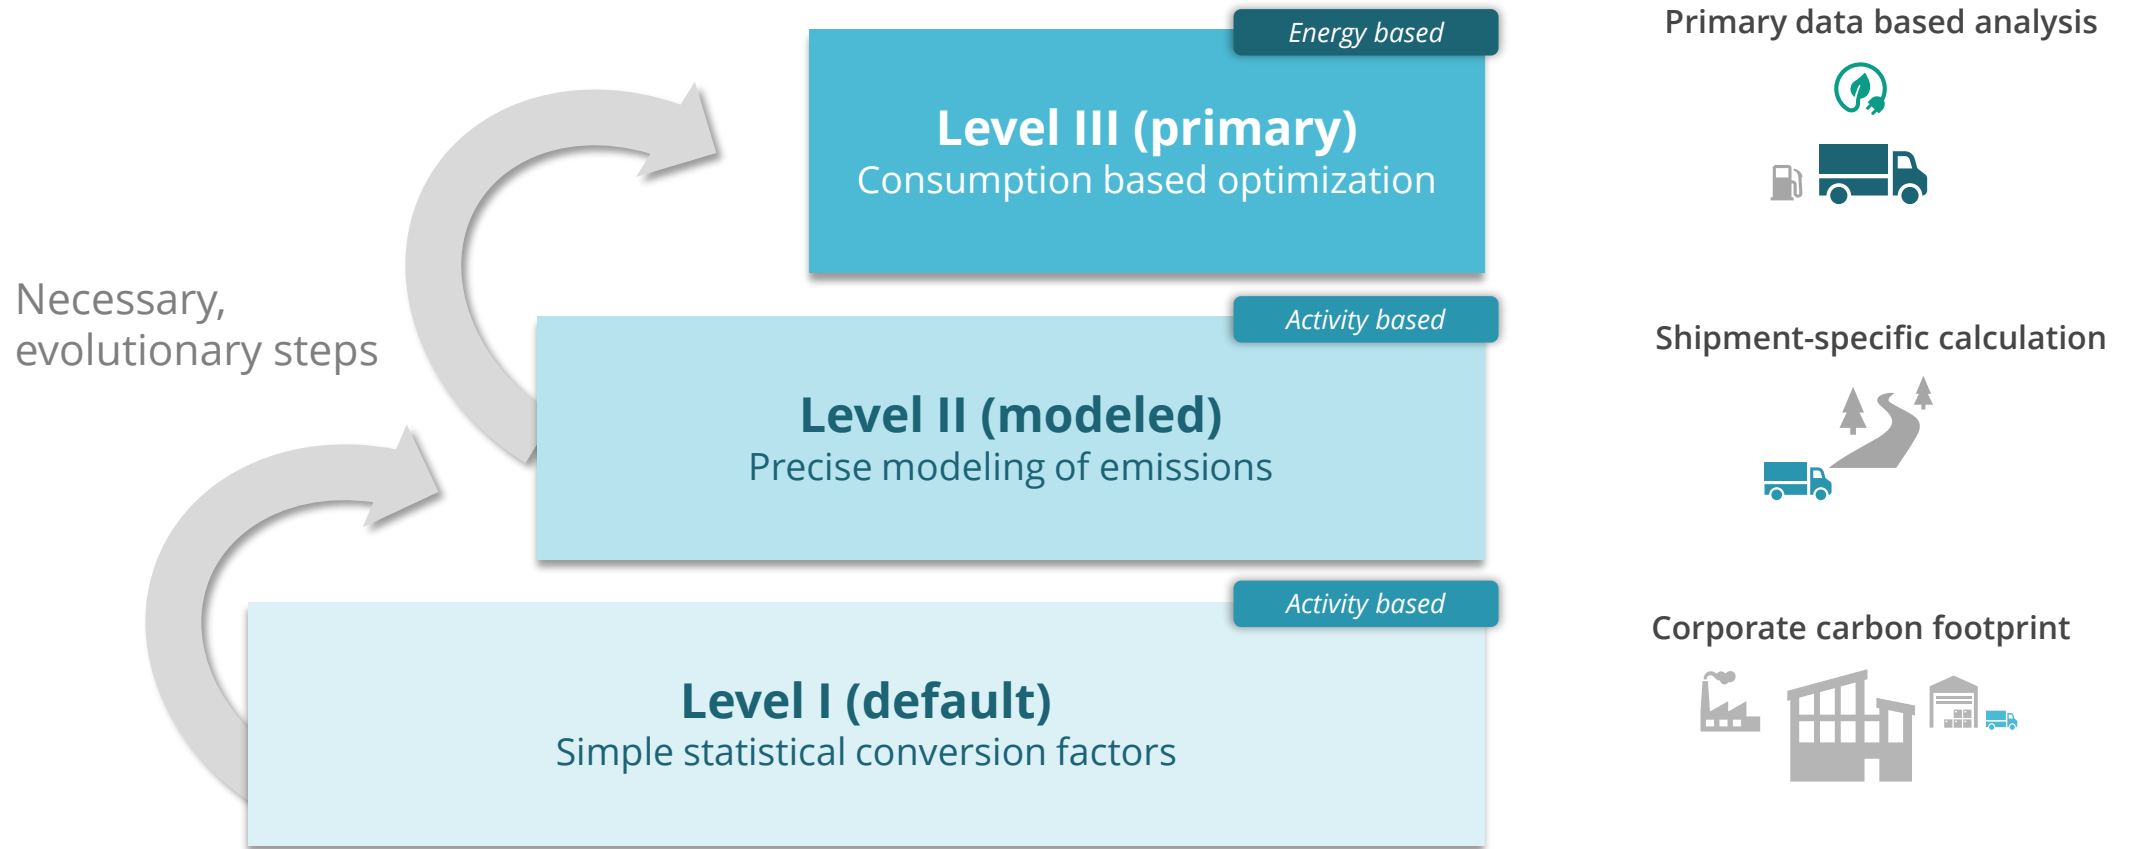 Energy based
Level III (primary)
Consumption based optimization
Primary data based analysis
Necessary,
evolutionary steps
Activity based
Level II (modeled)
Precise modeling of emissions
Shipment-specific calculation
Activity based
Level I (default)
Simple statistical conversion factors
Corporate carbon footprint